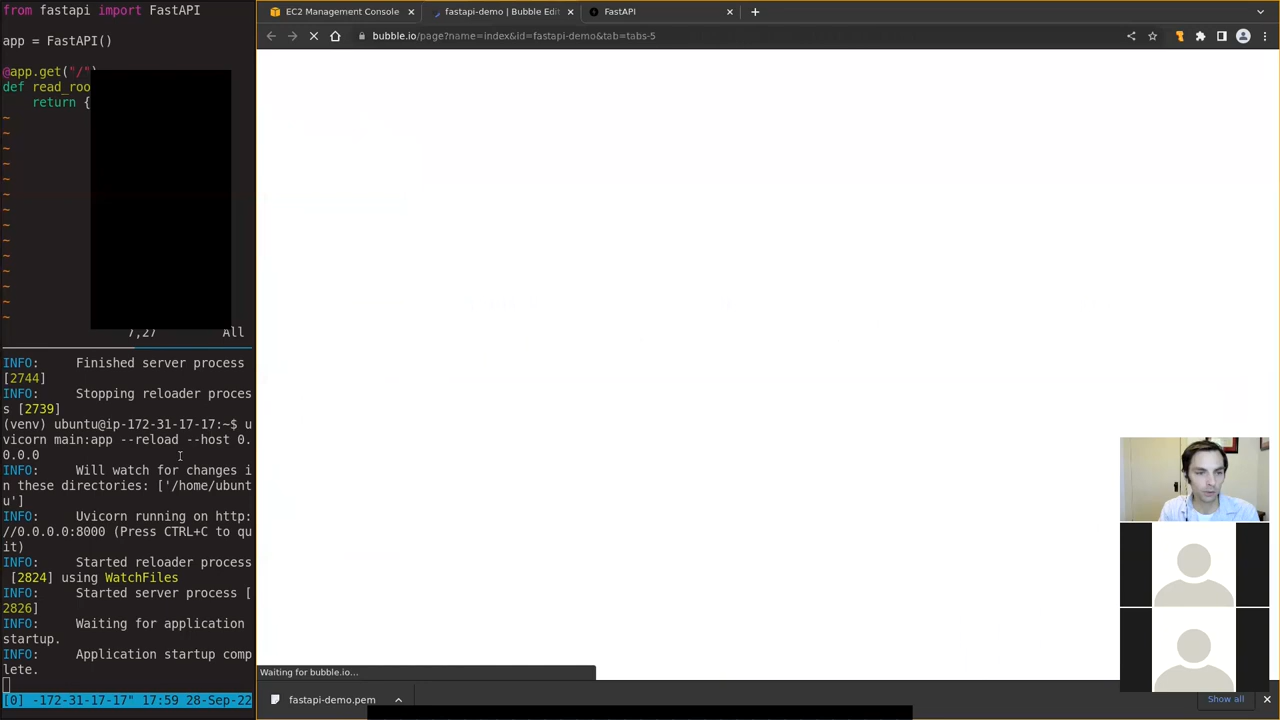 from fastapi import FastAPI
app = FastAPI()
@app.get("/")
def read_roo
return {
~
~
~
~
~
~
~
~
~
~
~
~
~
~
7,27 All
INFO: Finished server process
[2744]
INFO: Stopping reloader proces
s [2739]
(venv) ubuntu@ip-172-31-17-17:~$ u
vicorn main:app --reload --host 0.
0.0.0
INFO: Will watch for changes i
n these directories: ['/home/ubunt
u']
INFO: Uvicorn running on http:
//0.0.0.0:8000 (Press CTRL+C to qu
it)
INFO: Started reloader process
[2824] using WatchFiles
INFO: Started server process [
2826]
INFO: Waiting for application
startup.
INFO: Application startup comp
lete.
[0] -172-31-17-17" 17:59 28-Sep-22
EC2 Management Console
fastapi-demo | Bubble Edit
FastAPI
bubble.io/page?name=index&id=fastapi-demo&tab=tabs-5
Waiting for bubble.io...
fastapi-demo.pem
Show all